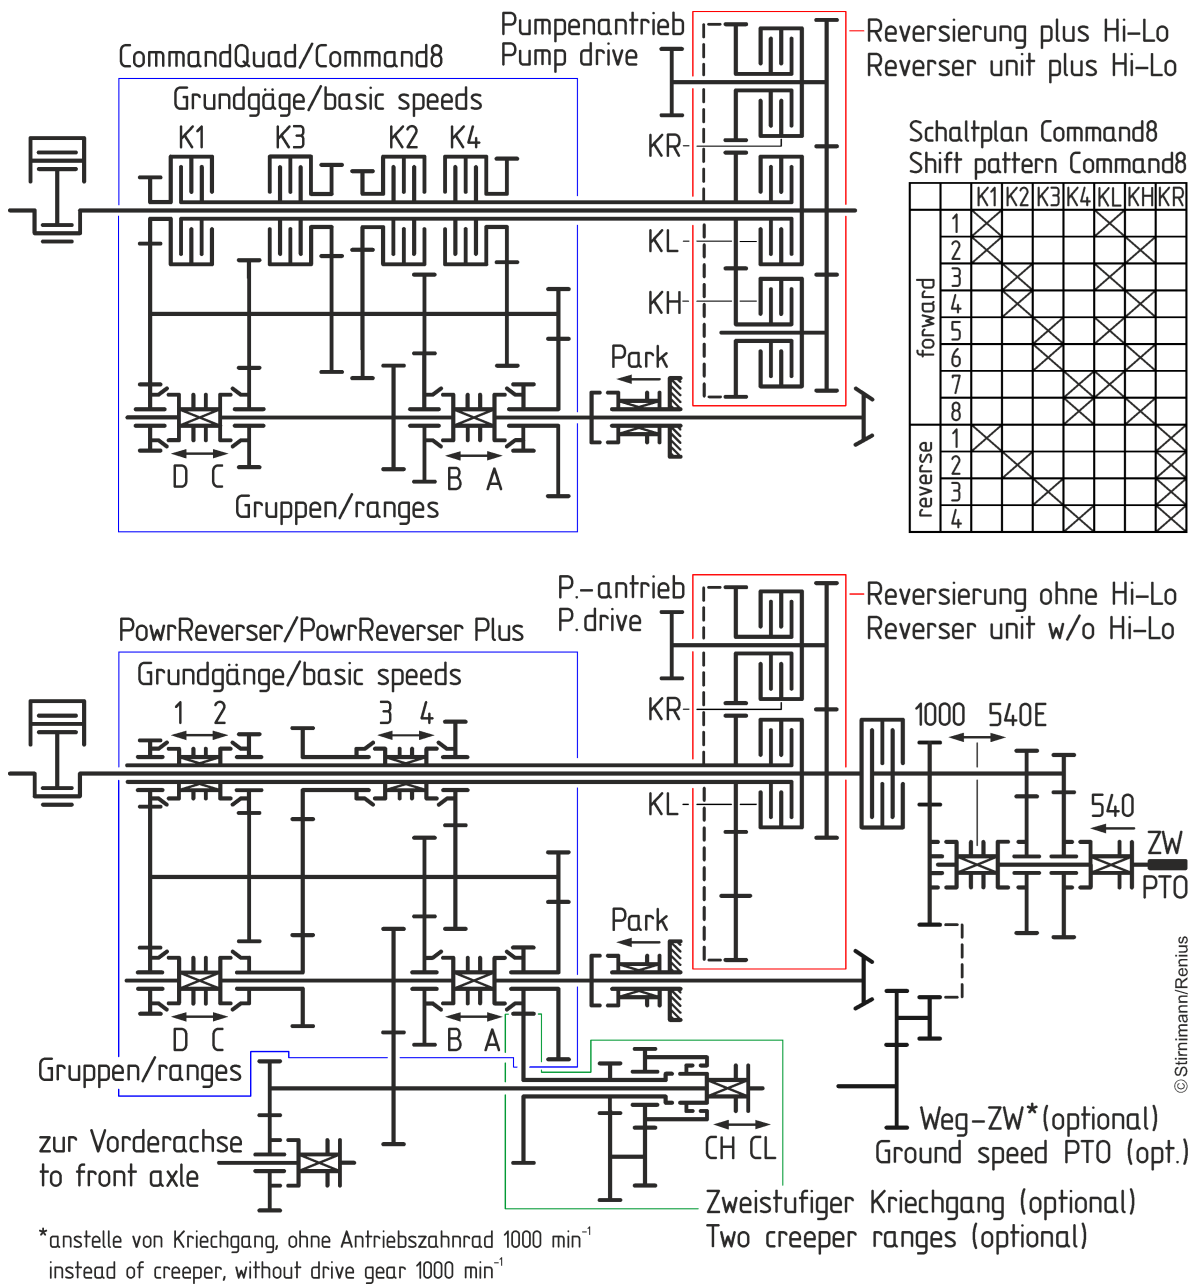 Pumpenantrieb
Pump drive
Reversierung plus Hi-Lo
Reverser unit plus Hi-Lo
CommandQuad/Command8
Grundgäge/basic speeds
K1 K3 K2 K4
KR
KL
KH
Park
D C
B A
Gruppen/ranges
Schaltplan Command8
Shift pattern Command8
K1 K2 K3 K4 KL KH KR
forward
1
2
3
4
5
6
7
8
reverse
1
2
3
4
P.-antrieb
P.drive
Reversierung ohne Hi-Lo
Reverser unit w/o Hi-Lo
PowrReverser/PowrReverser Plus
Grundgänge/basic speeds
1 2
3 4
KR
KL
1000 540E
540
ZW
PTO
Park
D C
B A
Gruppen/ranges
CH CL
zur Vorderachse
to front axle
Weg-ZW*(optional)
Ground speed PTO (opt.)
Zweistufiger Kriechgang (optional)
Two creeper ranges (optional)
*anstelle von Kriechgang, ohne Antriebszahnrad 1000 min⁻¹
instead of creeper, without drive gear 1000 min⁻¹
© Stirnimann/Renius